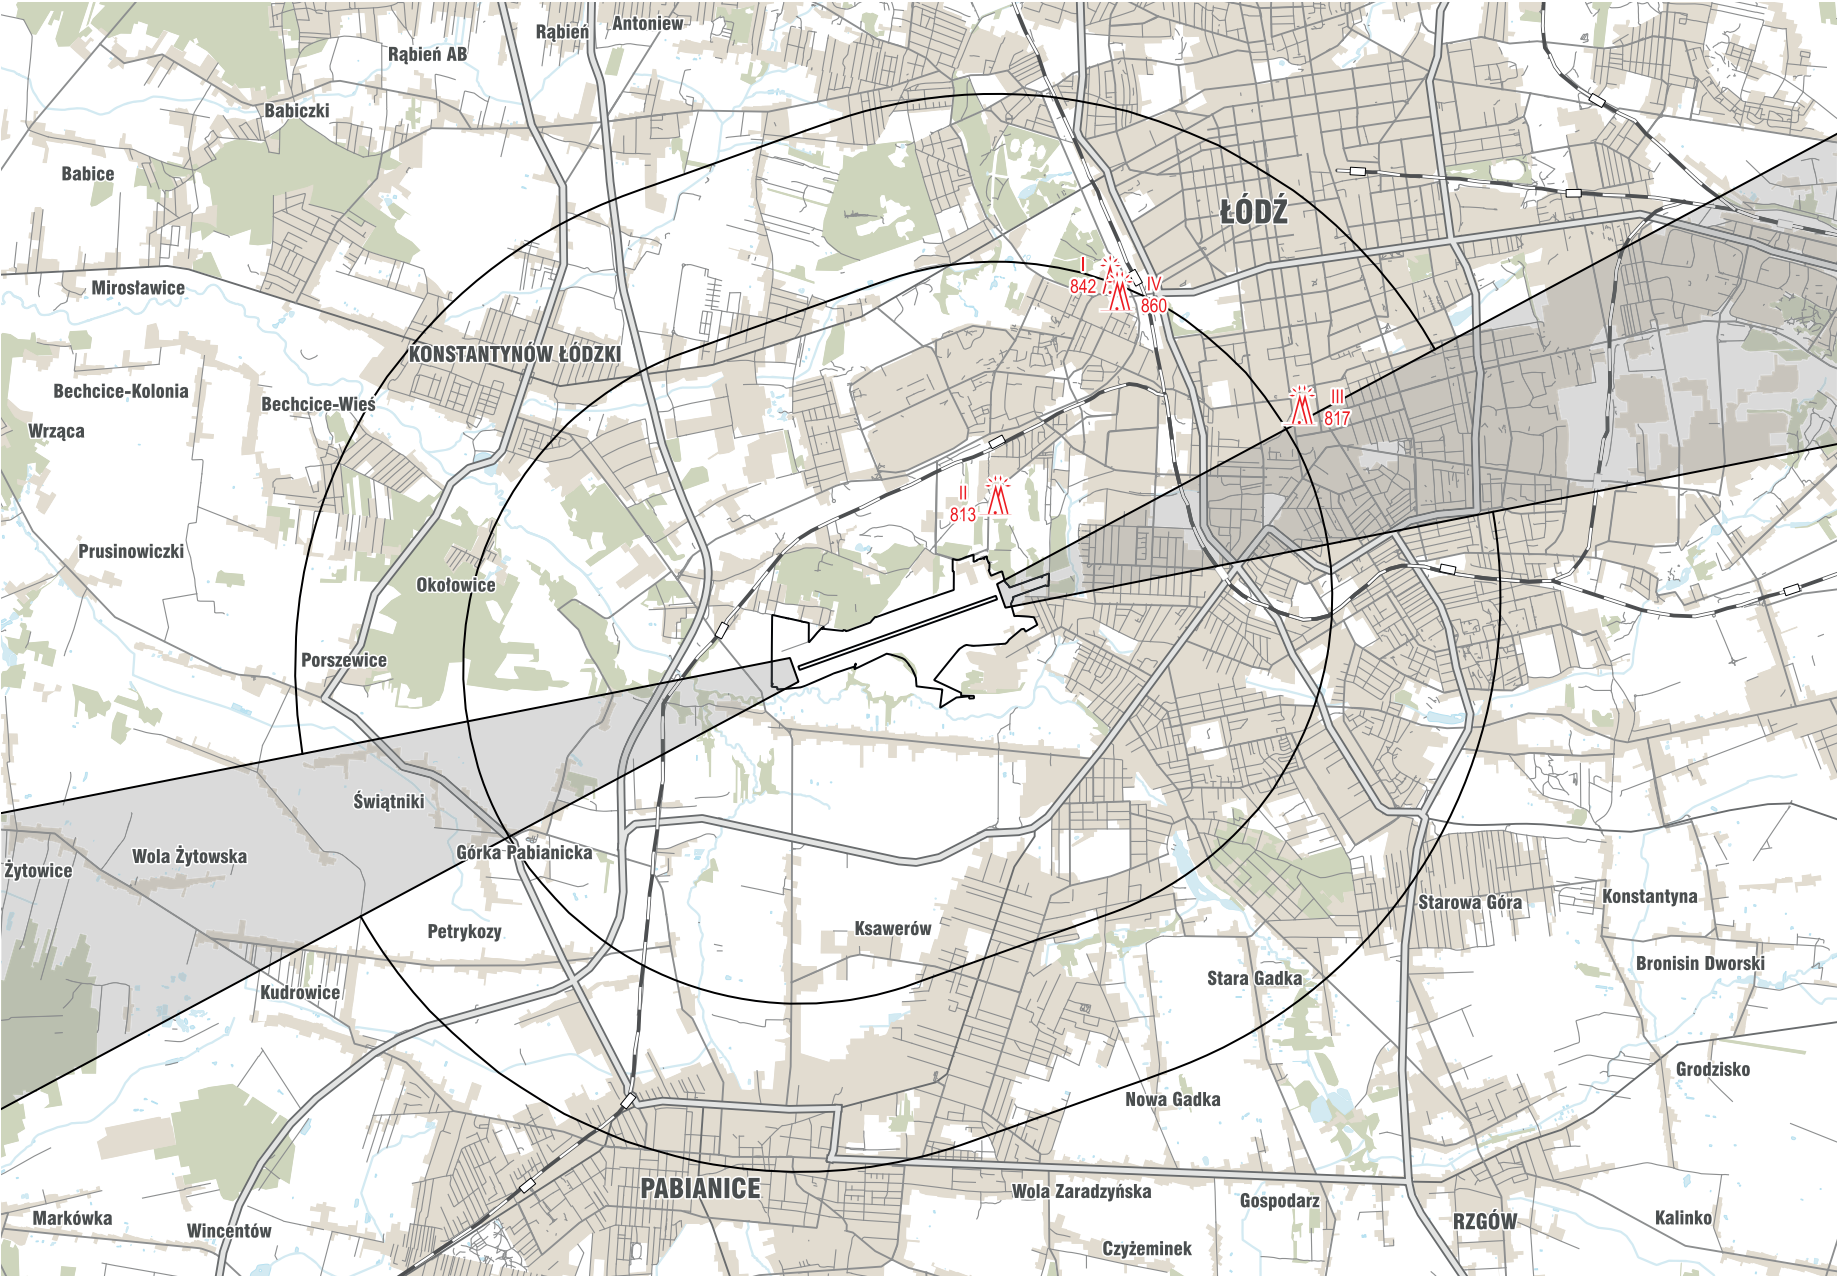 Antoniew
Rąbień
Rąbień AB
Babiczki
Babice
ŁÓDŹ
I
842
IV
860
Mirosławice
KONSTANTYNÓW ŁÓDZKI
Bechcice-Kolonia
Bechcice-Wieś
III
817
Wrząca
II
813
Prusinowiczki
Okołowice
Porszewice
Świątniki
Górka Pabianicka
Wola Żytowska
Żytowice
Konstantyna
Starowa Góra
Petrykozy
Ksawerów
Bronisin Dworski
Stara Gadka
Kudrowice
Grodzisko
Nowa Gadka
PABIANICE
Wola Zaradzyńska
Gospodarz
Markówka
Wincentów
RZGÓW
Kalinko
Czyżeminek